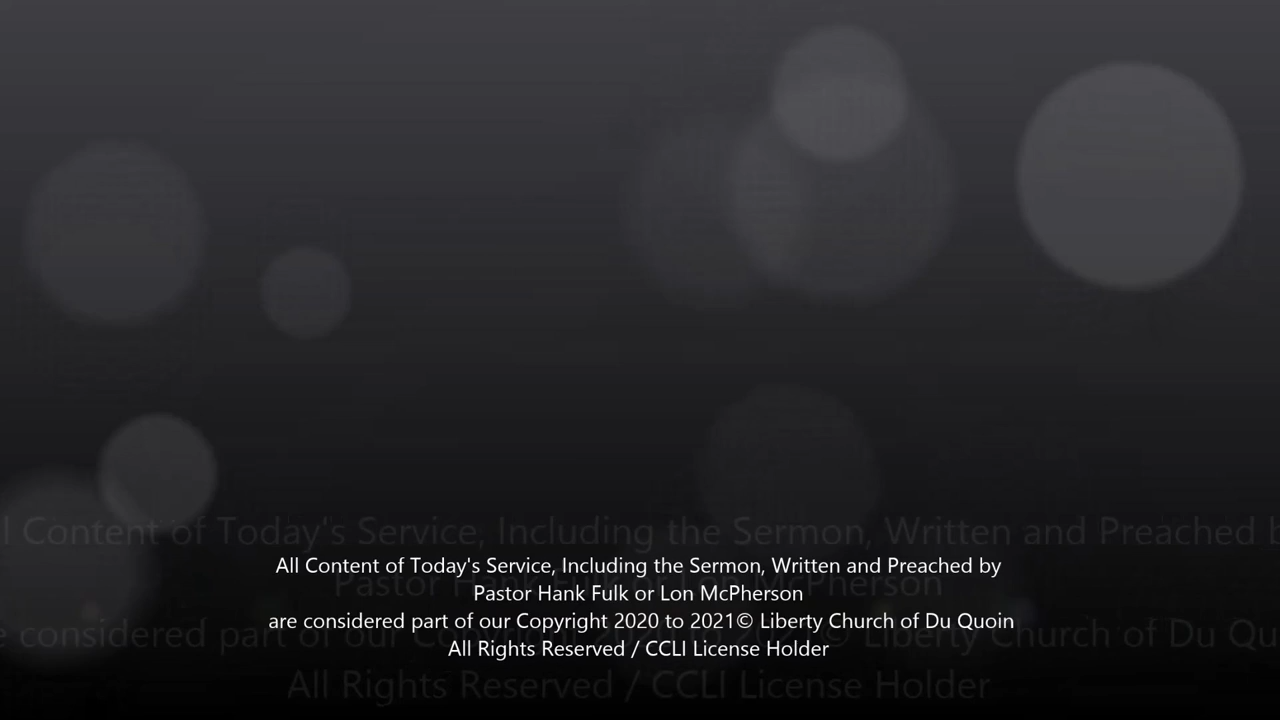 All Content of Today's Service, Including the Sermon, Written and Preached by
Pastor Hank Fulk or Lon McPherson
are considered part of our Copyright 2020 to 2021© Liberty Church of Du Quoin
All Rights Reserved / CCLI License Holder